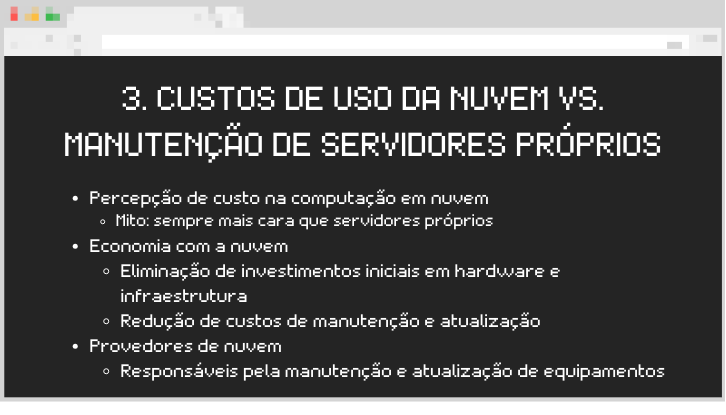 3. CUSTOS DE USO DA NUVEM VS.
MANUTENÇÃO DE SERVIDORES PRÓPRIOS
• Percepção de custo na computação em nuvem
◦ Mito: sempre mais cara que servidores próprios
• Economia com a nuvem
◦ Eliminação de investimentos iniciais em hardware e
infraestrutura
◦ Redução de custos de manutenção e atualização
• Provedores de nuvem
◦ Responsáveis pela manutenção e atualização de equipamentos